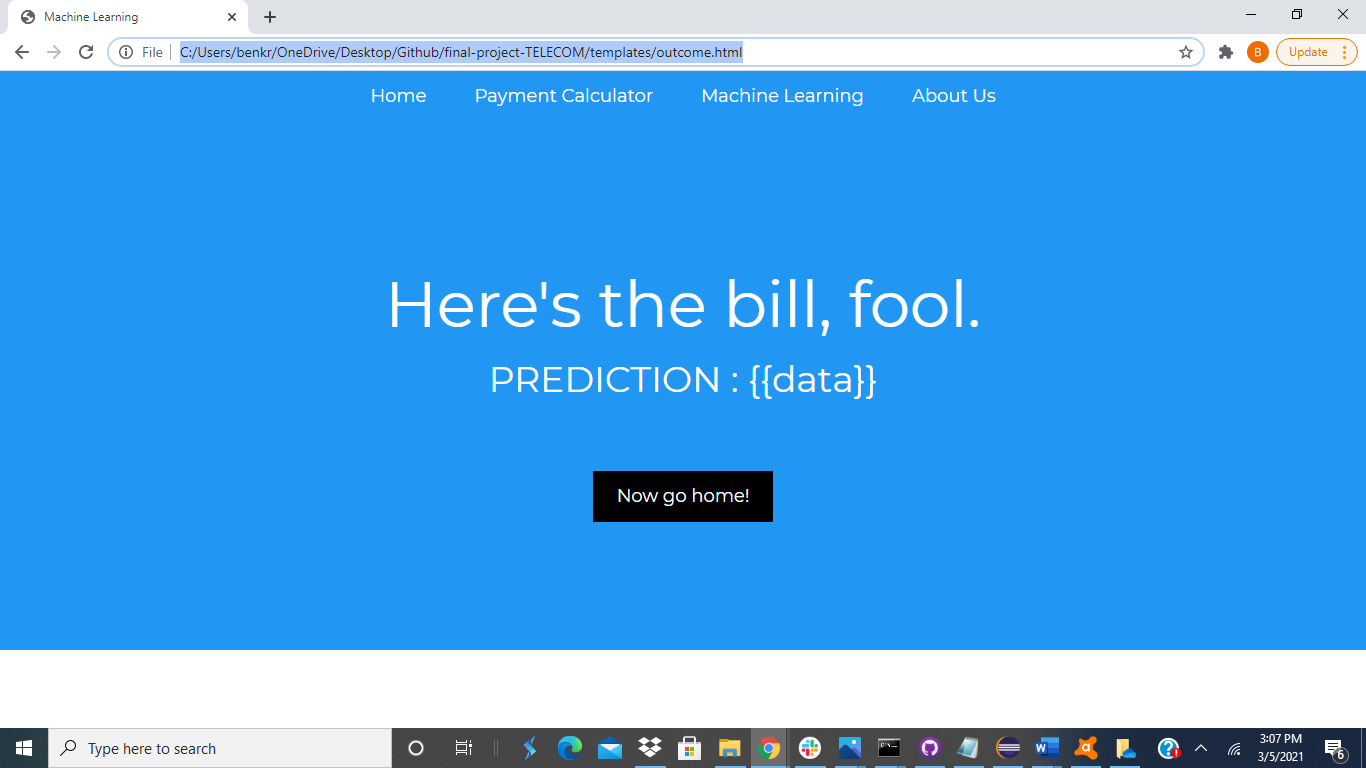 Machine Learning
File
C:/Users/benkr/OneDrive/Desktop/Github/final-project-TELECOM/templates/outcome.html
B
Update
Home Payment Calculator Machine Learning About Us
Here's the bill, fool.
PREDICTION : {{data}}
Now go home!
Type here to search
3:07 PM
3/5/2021
6